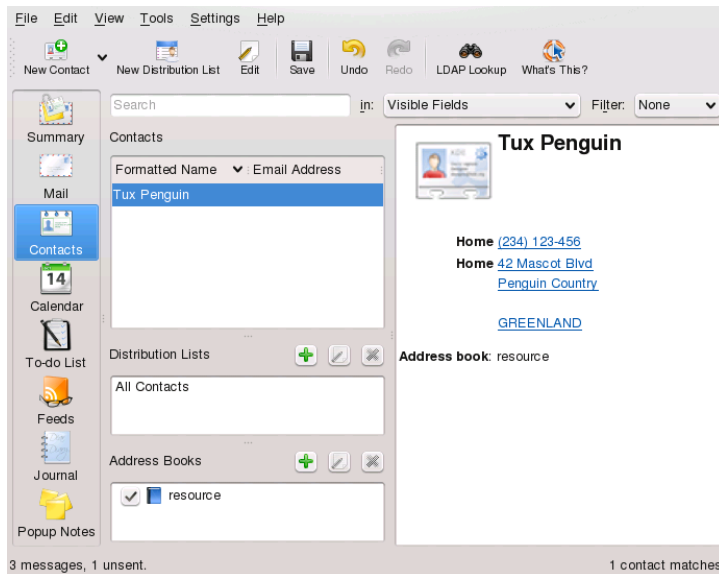 File Edit View Tools Settings Help
New Contact New Distribution List Edit Save Undo Redo LDAP Lookup What's This?
Search in: Visible Fields Filter: None
Summary
Mail
Contacts
14
Calendar
To-do List
Feeds
Journal
Popup Notes
Contacts
Formatted Name Email Address
Tux Penguin
Distribution Lists
All Contacts
Address Books
resource
Tux Penguin
Home (234) 123-456
Home 42 Mascot Blvd
Penguin Country
GREENLAND
Address book: resource
3 messages, 1 unsent.
1 contact matches